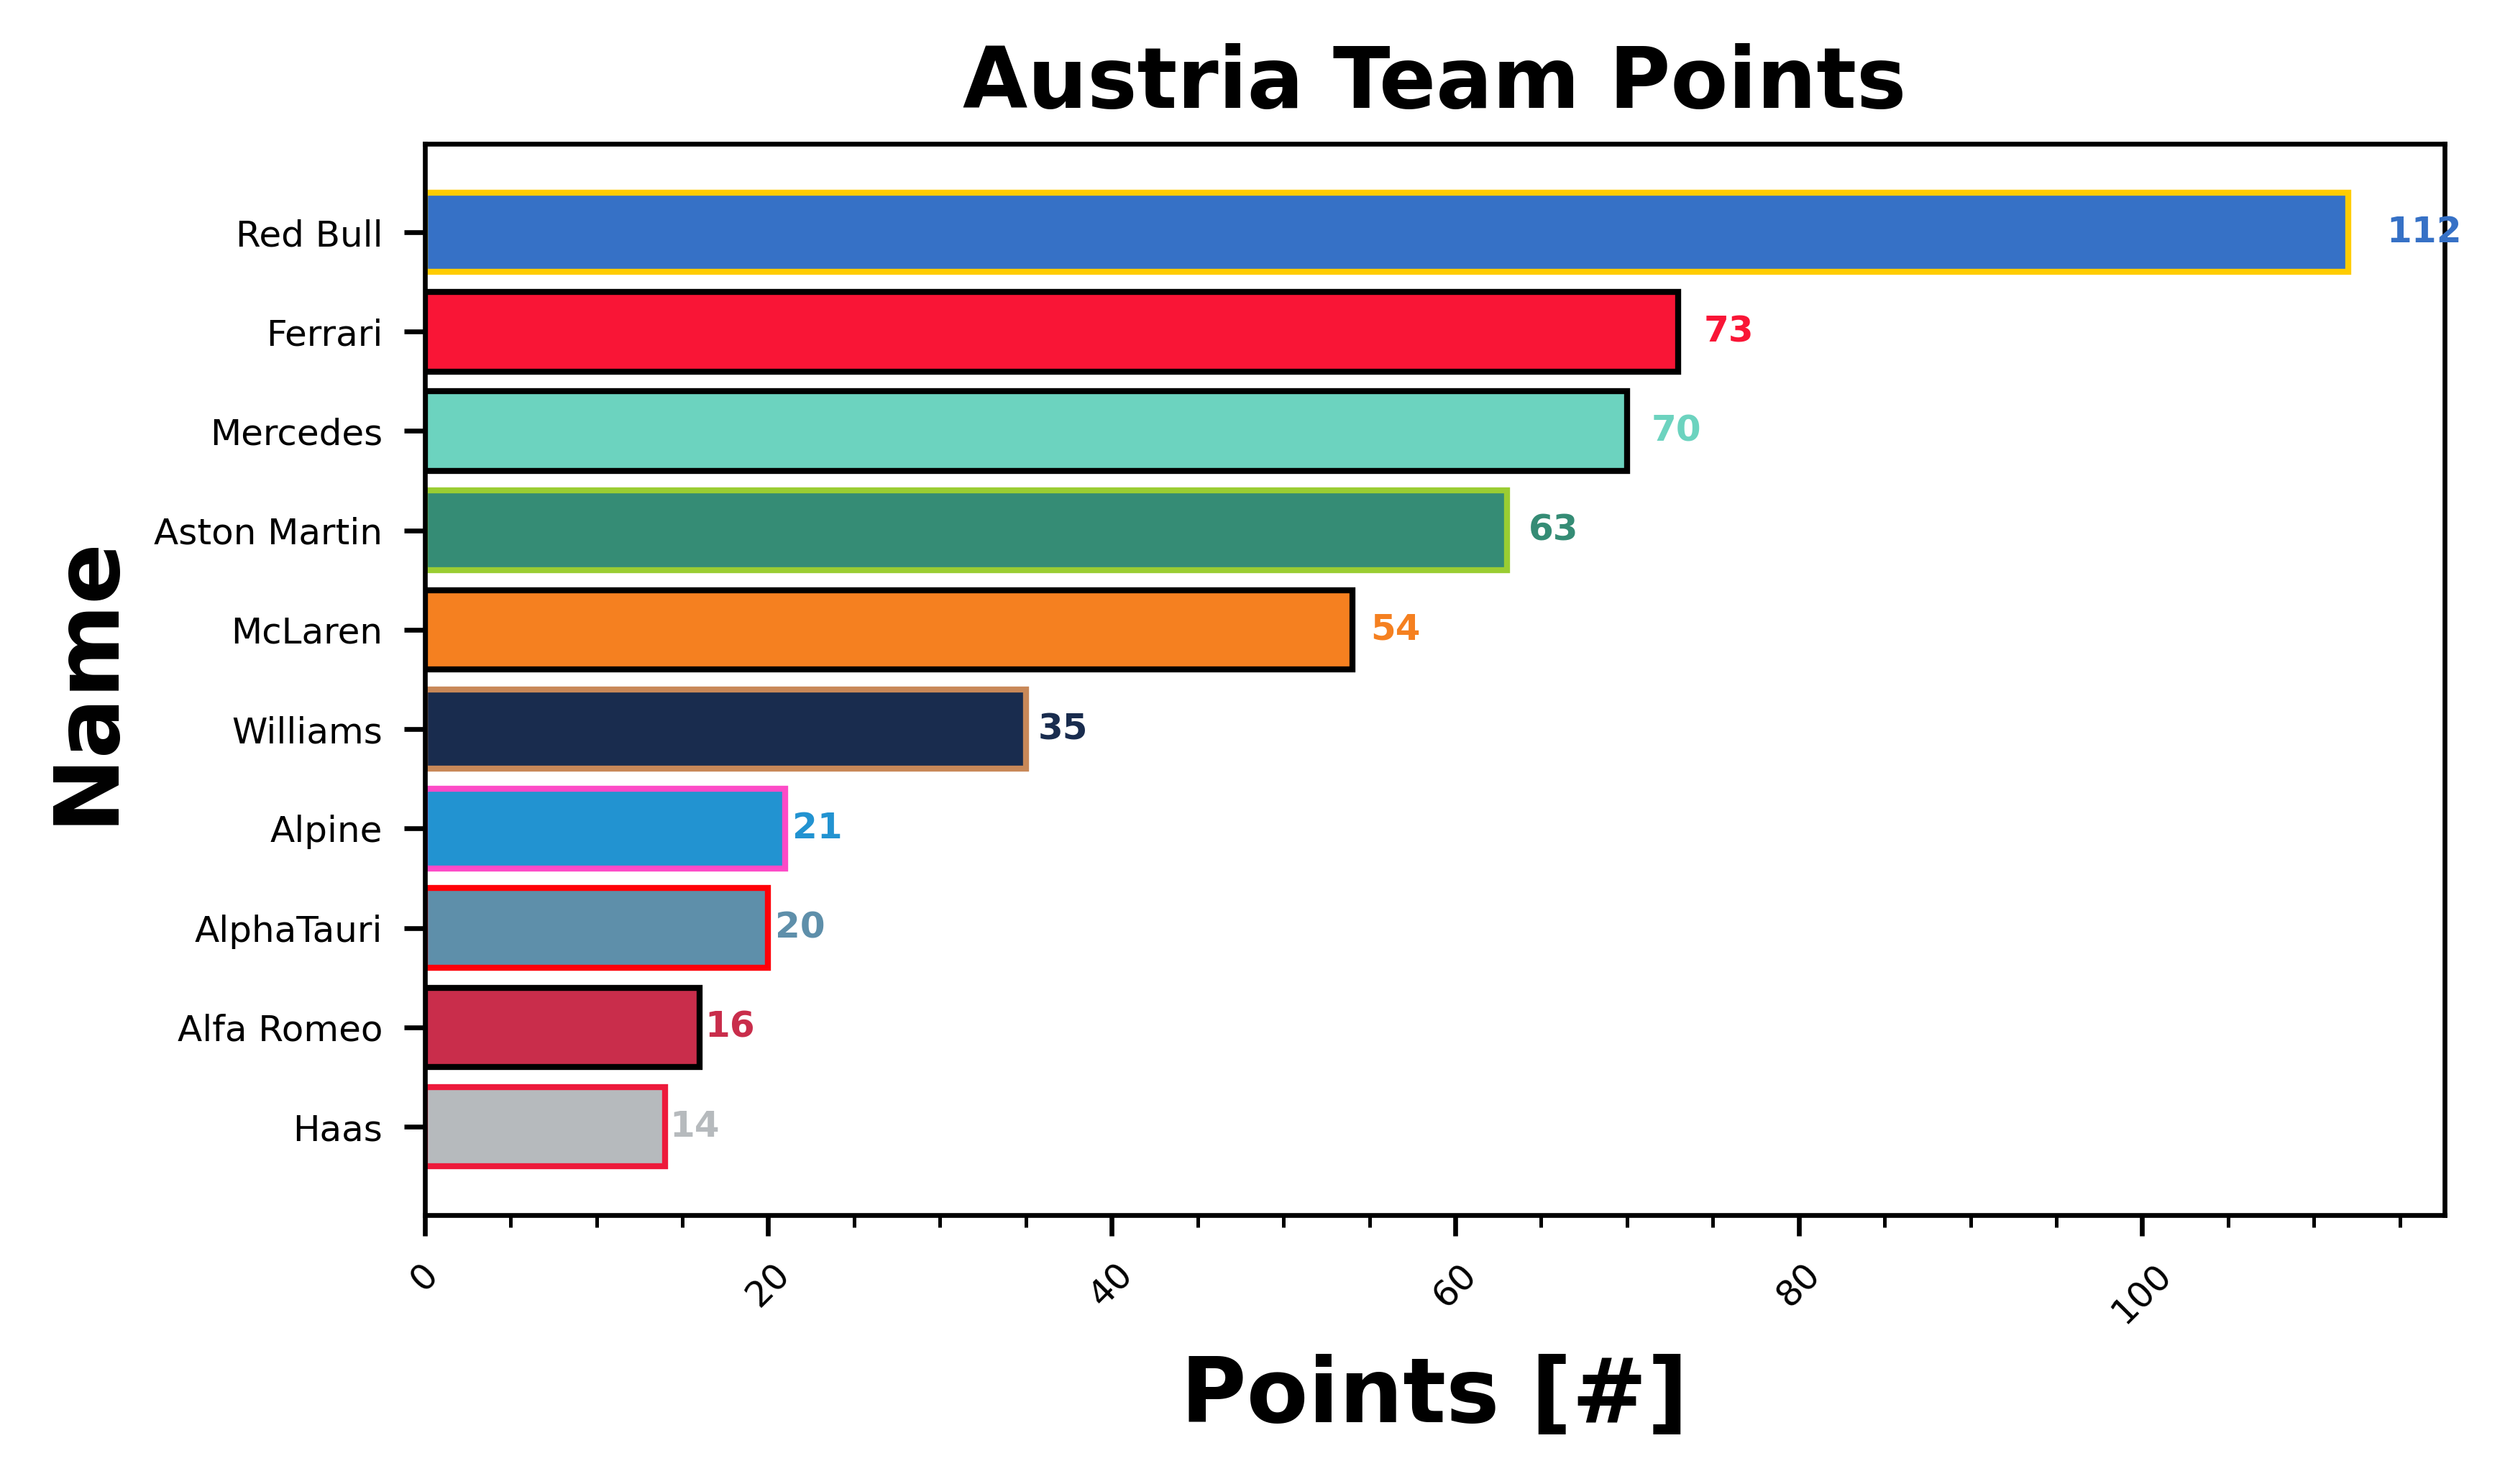 Austria Team Points
Name
Red Bull 112
Ferrari 73
Mercedes 70
Aston Martin 63
McLaren 54
Williams 35
Alpine 21
AlphaTauri 20
Alfa Romeo 16
Haas 14
0 20 40 60 80 100
Points [#]